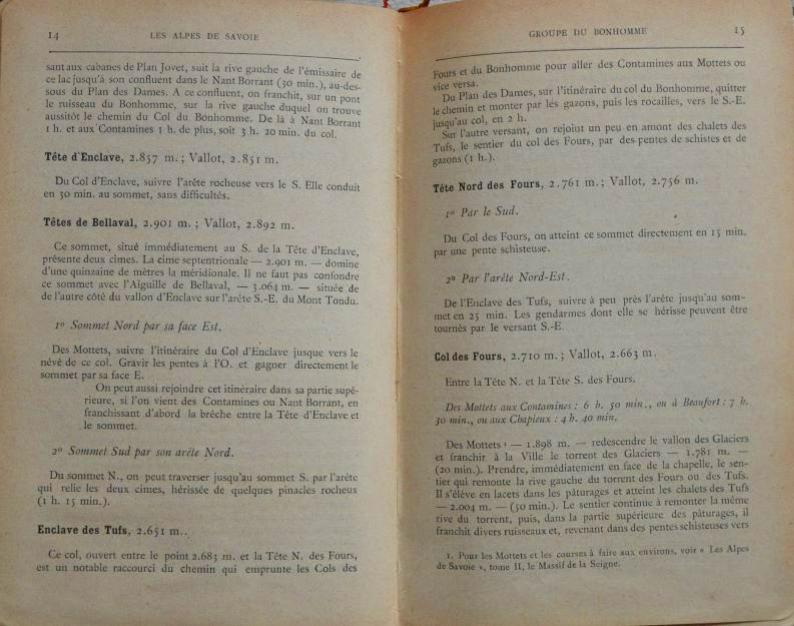 14 LES ALPES DE SAVOIE
sant aux cabanes de Plan Jovet, suit la rive gauche de l'émissaire de
ce lac jusqu'à son confluent dans le Nant Borrant (30 min.), au-des-
sous du Plan des Dames. A ce confluent, on franchit, sur un pont
le ruisseau du Bonhomme, sur la rive gauche duquel on trouve
aussitôt le chemin du Col du Bonhomme. De là à Nant Borrant
1 h. et aux Contamines 1 h. de plus, soit 3 h. 20 min. du col.
Tête d'Enclave, 2.857 m.; Vallot, 2.851 m.
Du Col d'Enclave, suivre l'arête rocheuse vers le S. Elle conduit
en 30 min. au sommet, sans difficultés.
Têtes de Bellaval, 2.901 m.; Vallot, 2.892 m.
Ce sommet, situé immédiatement au S. de la Tête d'Enclave,
présente deux cimes. La cime septentrionale — 2.901 m. — domine
d'une quinzaine de mètres la méridionale. Il ne faut pas confondre
ce sommet avec l'Aiguille de Bellaval, — 3.064 m. — située de
de l'autre côté du vallon d'Enclave sur l'arête S.-E. du Mont Tondu.
1º Sommet Nord par sa face Est.
Des Mottets, suivre l'itinéraire du Col d'Enclave jusque vers le
névé de ce col. Gravir les pentes à l'O. et gagner directement le
sommet par sa face E.
On peut aussi rejoindre cet itinéraire dans sa partie supé-
rieure, si l'on vient des Contamines ou Nant Borrant, en
franchissant d'abord la brèche entre la Tête d'Enclave et
le sommet.
2º Sommet Sud par son arête Nord.
Du sommet N., on peut traverser jusqu'au sommet S. par l'arête
qui relie les deux cimes, hérissée de quelques pinacles rocheux
(1 h. 15 min.).
Enclave des Tufs, 2.651 m..
Ce col, ouvert entre le point 2.683 m. et la Tête N. des Fours,
est un notable raccourci du chemin qui emprunte les Cols des
GROUPE DU BONHOMME 15
Fours et du Bonhomme pour aller des Contamines aux Mottets ou
vice versa.
Du Plan des Dames, sur l'itinéraire du col du Bonhomme, quitter
le chemin et monter par les gazons, puis les rocailles, vers le S.-E.
jusqu'au col, en 2 h.
Sur l'autre versant, on rejoint un peu en amont des chalets des
Tufs, le sentier du col des Fours, par des pentes de schistes et de
gazons (1 h.).
Tête Nord des Fours, 2.761 m.; Vallot, 2.756 m.
1º Par le Sud.
Du Col des Fours, on atteint ce sommet directement en 15 min.
par une pente schisteuse.
2º Par l'arête Nord-Est.
De l'Enclave des Tufs, suivre à peu près l'arête jusqu'au som-
met en 25 min. Les gendarmes dont elle se hérisse peuvent être
tournés par le versant S.-E.
Col des Fours, 2.710 m.; Vallot, 2.663 m.
Entre la Tête N. et la Tête S. des Fours.
Des Mottets aux Contamines : 6 h. 50 min., ou à Beaufort : 7 h.
30 min., ou aux Chapieux : 4 h. 40 min.
Des Mottets ¹ — 1.898 m. — redescendre le vallon des Glaciers
et franchir à la Ville le torrent des Glaciers — 1.781 m. —
(20 min.). Prendre, immédiatement en face de la chapelle, le sen-
tier qui remonte la rive gauche du torrent des Fours ou des Tufs.
Il s'élève en lacets dans les pâturages et atteint les chalets des Tufs
— 2.004 m. — (50 min.). Le sentier continue à remonter la même
rive du torrent, puis, dans la partie supérieure des pâturages, il
franchit divers ruisseaux et, revenant dans des pentes schisteuses vers
1. Pour les Mottets et les courses à faire aux environs, voir « Les Alpes
de Savoie », tome II, le Massif de la Seigne.